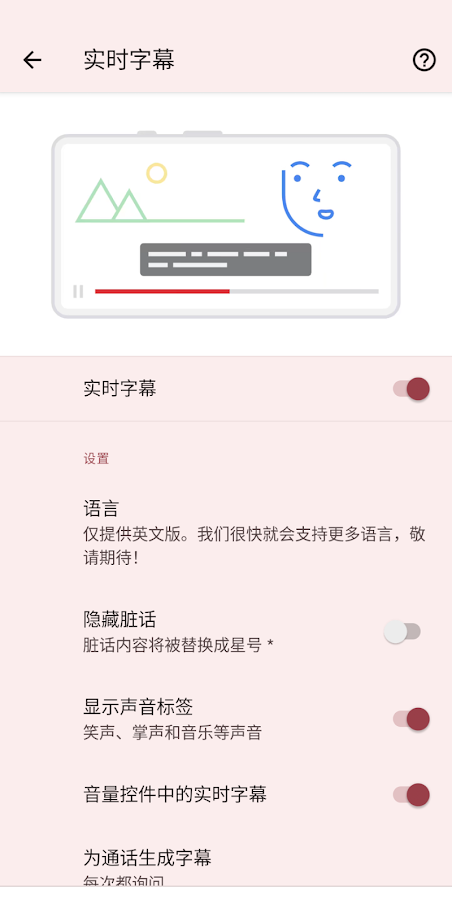 实时字幕
实时字幕
设置
语言
仅提供英文版。我们很快就会支持更多语言，敬
请期待！
隐藏脏话
脏话内容将被替换成星号 *
显示声音标签
笑声、掌声和音乐等声音
音量控件中的实时字幕
为通话生成字幕
每次都询问